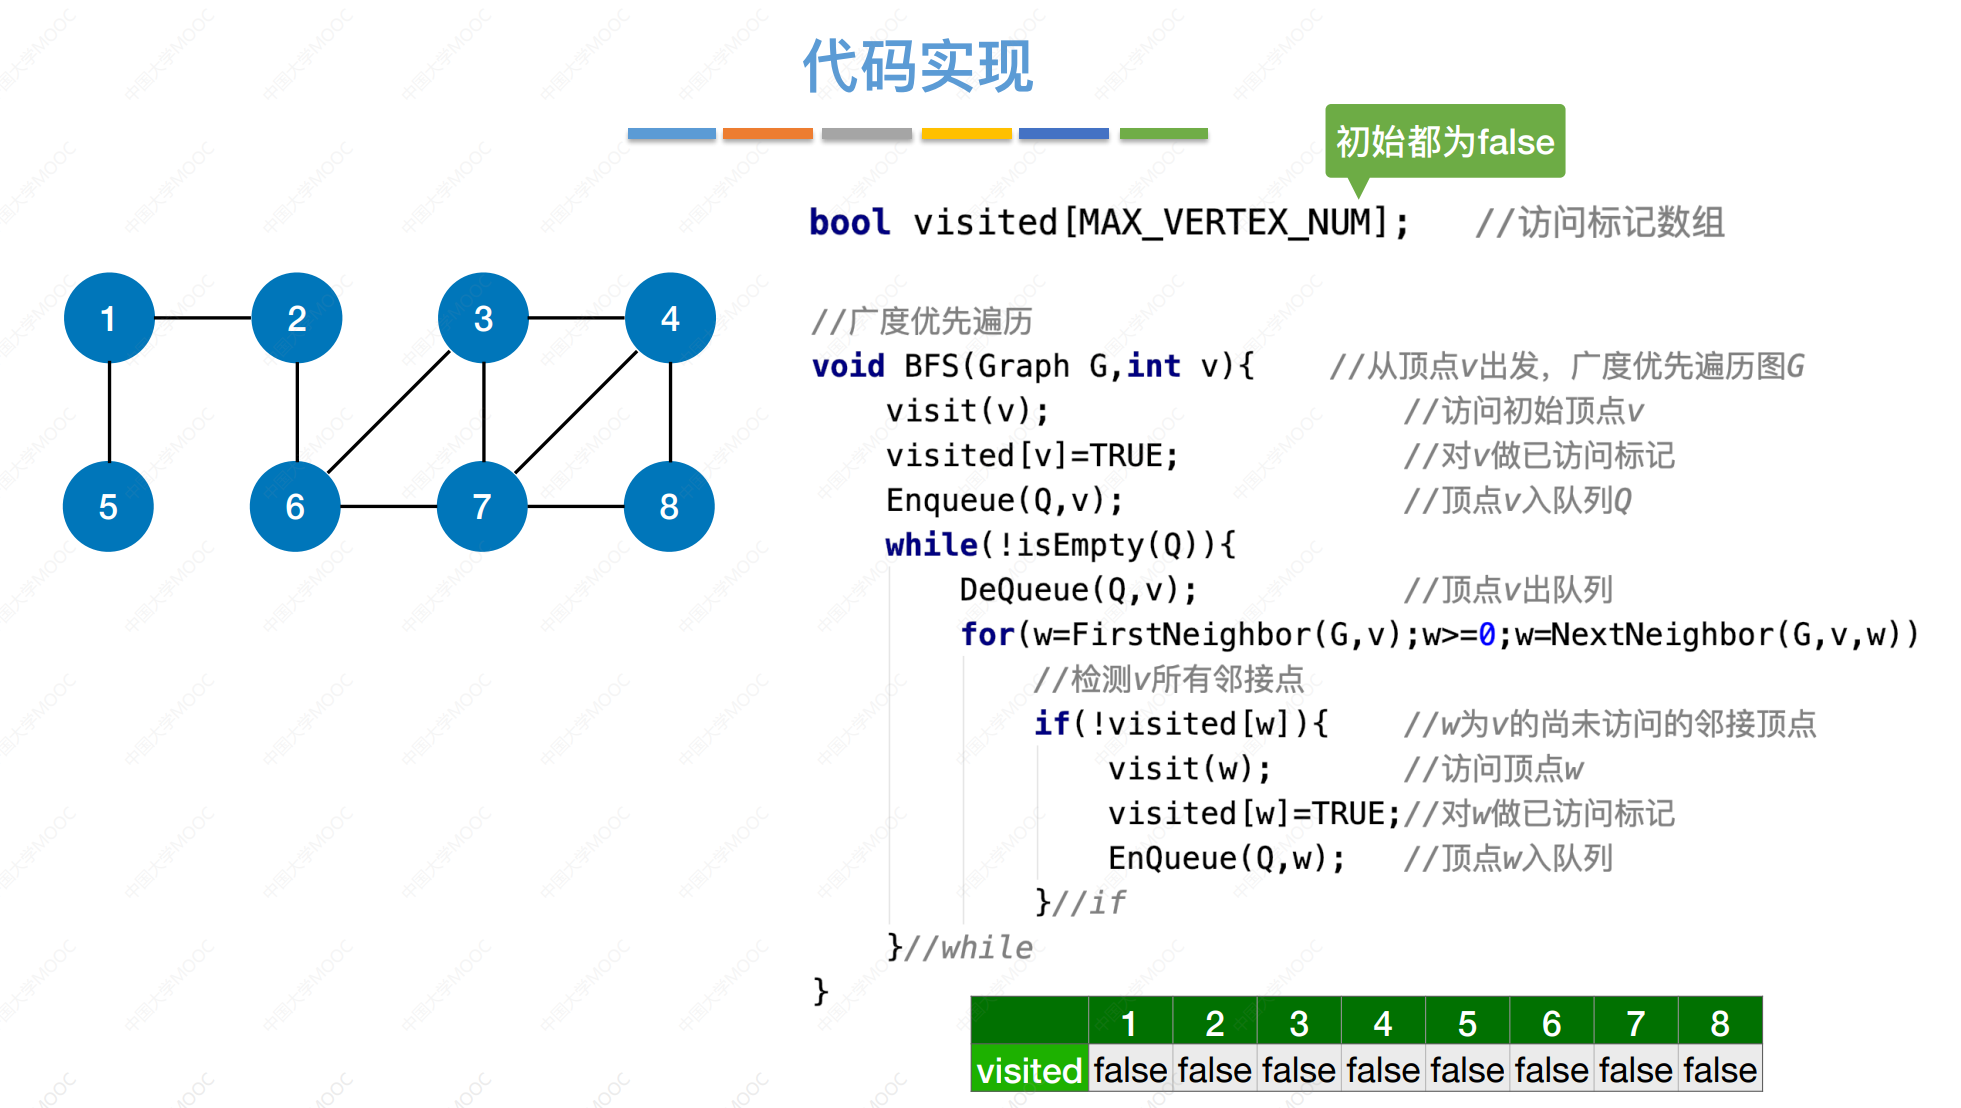 代码实现
初始都为false
bool visited[MAX_VERTEX_NUM];   //访问标记数组
//广度优先遍历
void BFS(Graph G,int v){    //从顶点v出发，广度优先遍历图G
visit(v);    //访问初始顶点v
visited[v]=TRUE;    //对v做已访问标记
Enqueue(Q,v);    //顶点v入队列Q
while(!isEmpty(Q)){
DeQueue(Q,v);    //顶点v出队列
for(w=FirstNeighbor(G,v);w>=0;w=NextNeighbor(G,v,w))
//检测v所有邻接点
if(!visited[w]){    //w为v的尚未访问的邻接顶点
visit(w);    //访问顶点w
visited[w]=TRUE;//对w做已访问标记
EnQueue(Q,w);    //顶点w入队列
}//if
}//while
}
1 2 3 4
5 6 7 8
1 2 3 4 5 6 7 8
visited false false false false false false false false
中国大学MOOC